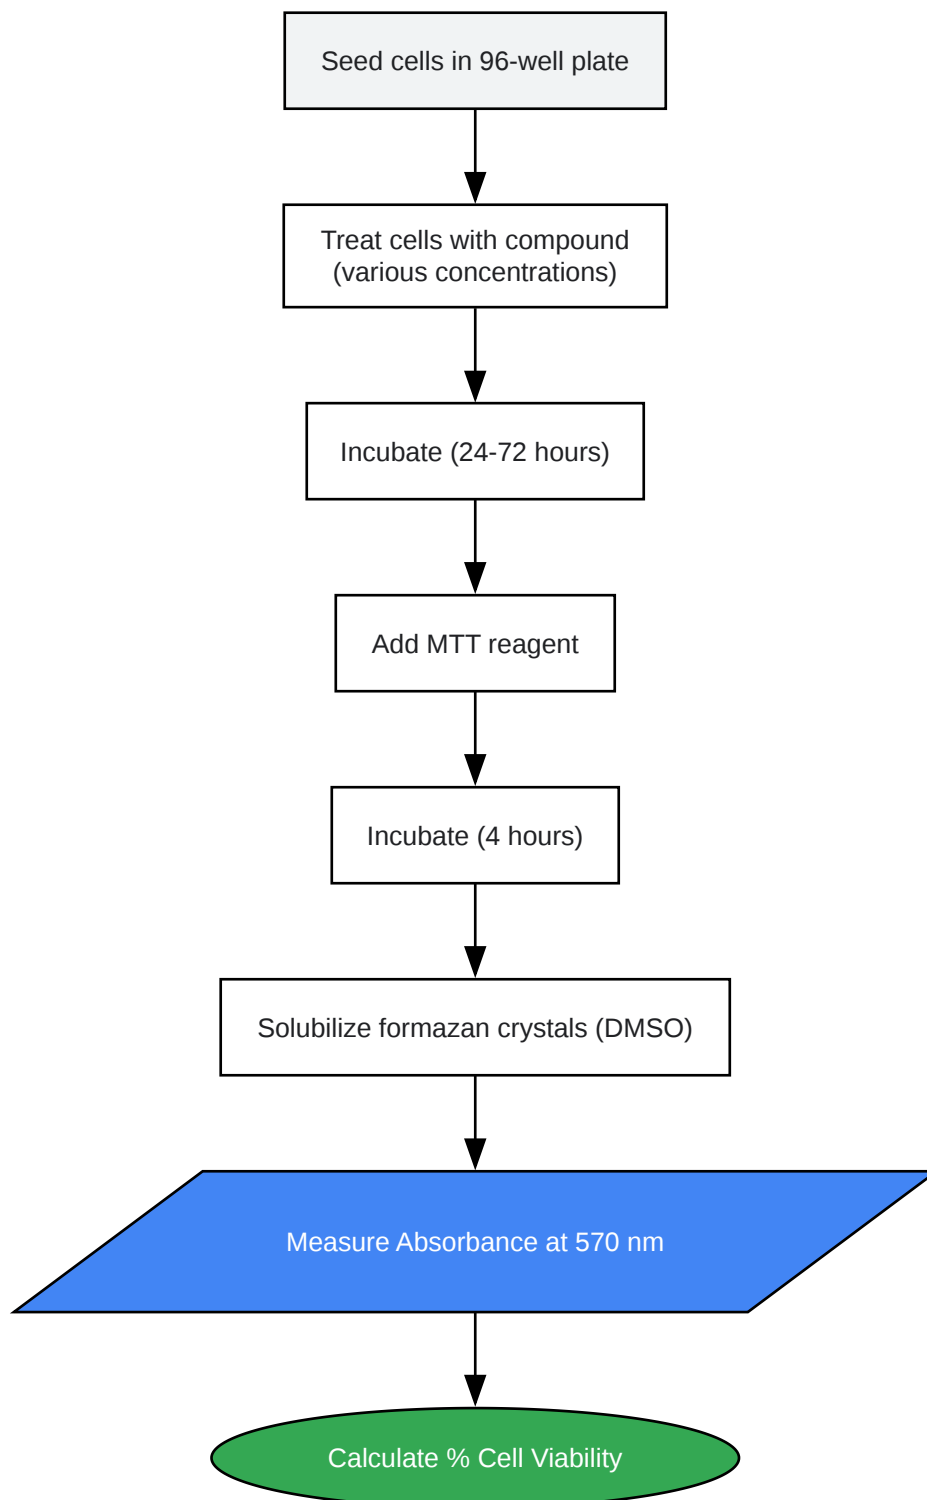 Seed cells in 96-well plate
Treat cells with compound
(various concentrations)
Incubate (24-72 hours)
Add MTT reagent
Incubate (4 hours)
Solubilize formazan crystals (DMSO)
Measure Absorbance at 570 nm
Calculate % Cell Viability